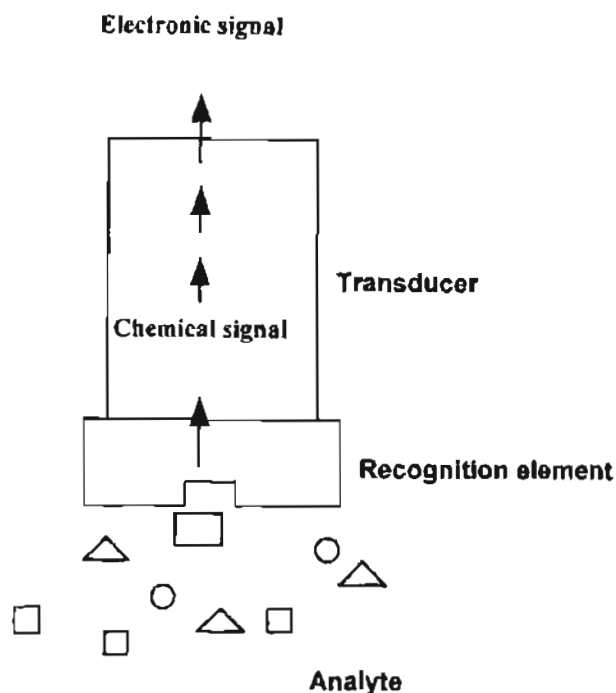 Electronic signal
Transducer
Chemical signal
Recognition element
Analyte